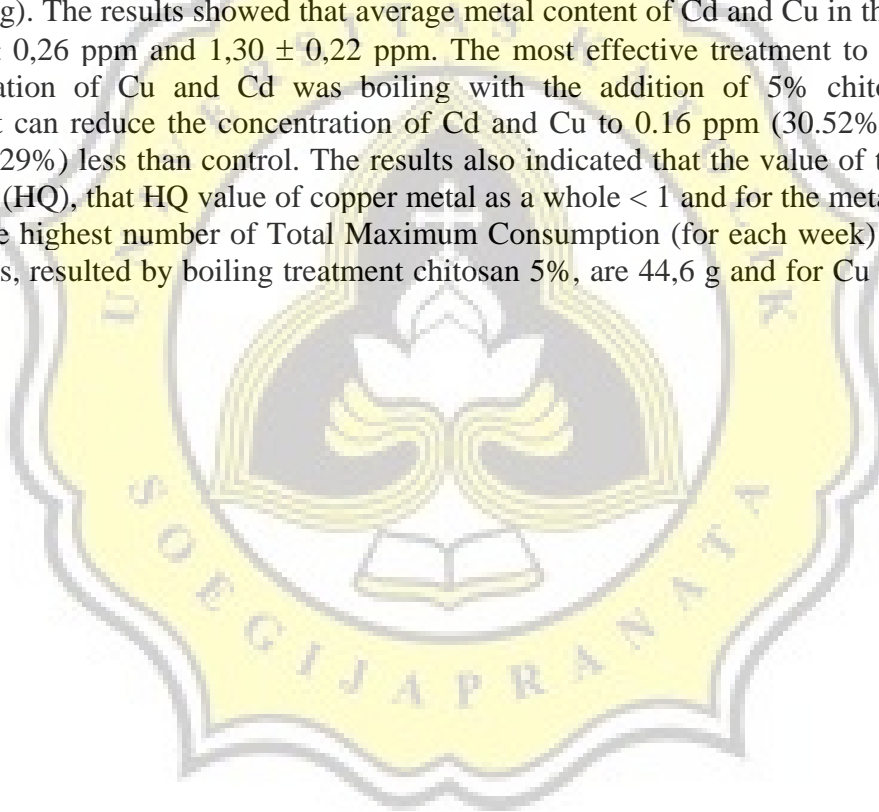 g). The results showed that average metal content of Cd and Cu in th
0,26 ppm and 1,30 ± 0,22 ppm. The most effective treatment to
ation of Cu and Cd was boiling with the addition of 5% chito
t can reduce the concentration of Cd and Cu to 0.16 ppm (30.52%
29%) less than control. The results also indicated that the value of t
(HQ), that HQ value of copper metal as a whole < 1 and for the meta
e highest number of Total Maximum Consumption (for each week)
s, resulted by boiling treatment chitosan 5%, are 44,6 g and for Cu
SOEGIJAPRANATA